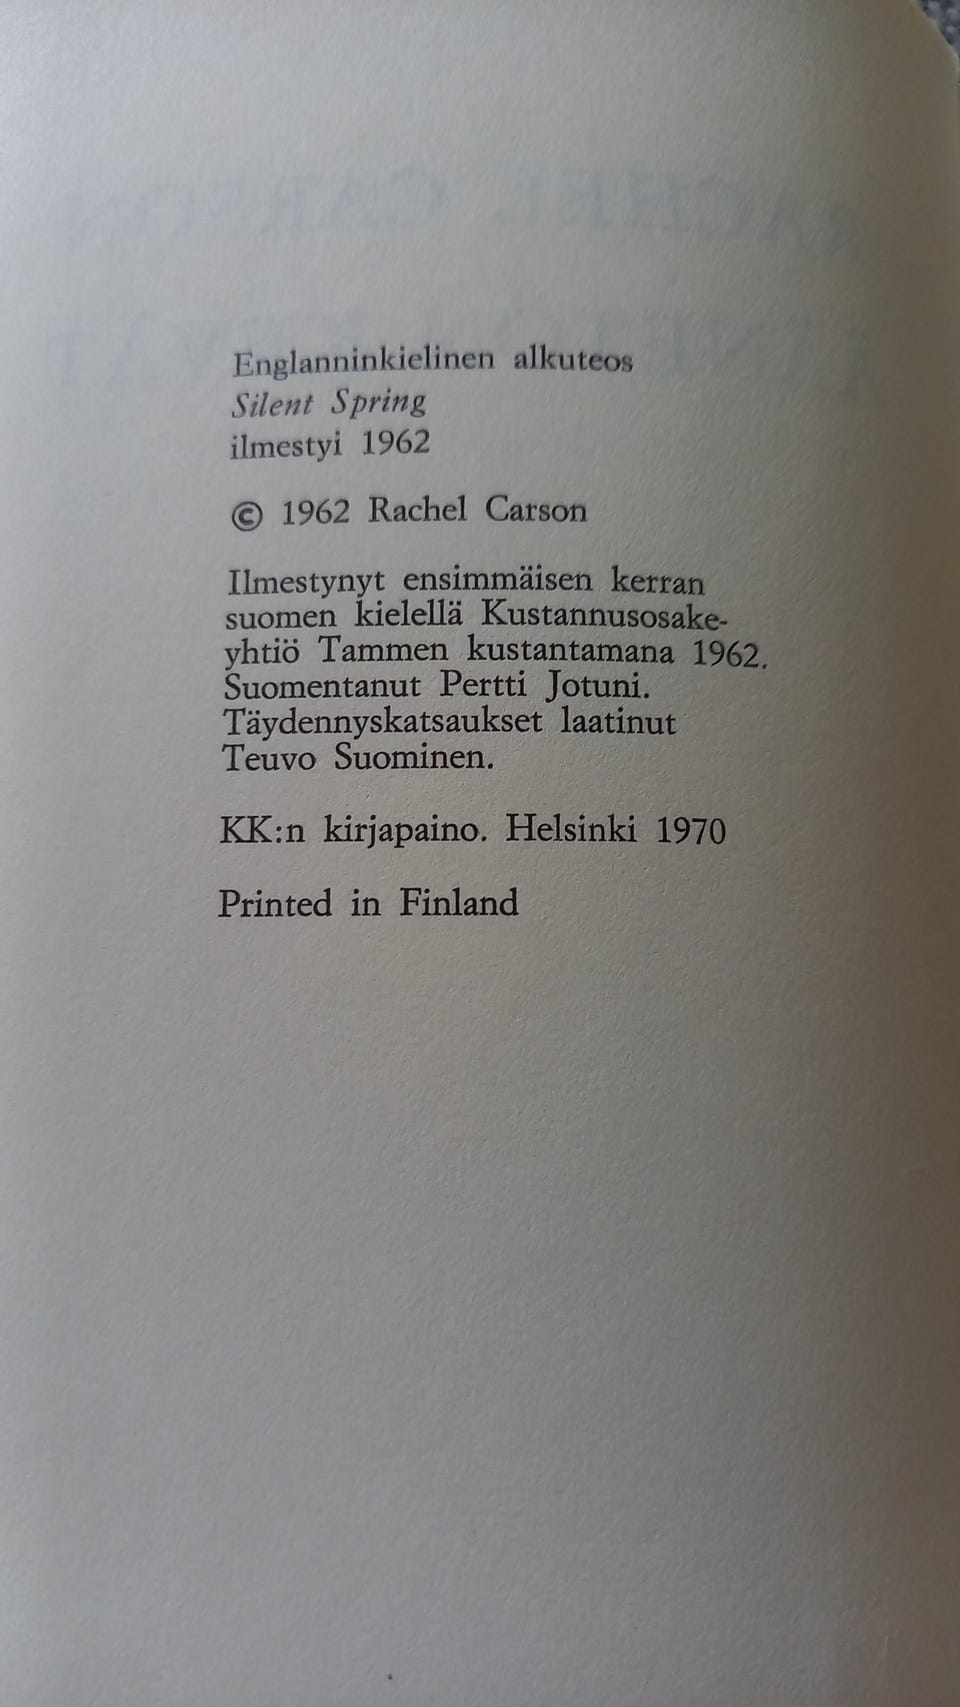 Englanninkielinen alkuteos
Silent Spring
ilmestyi 1962
© 1962 Rachel Carson
Ilmestynyt ensimmäisen kerran
suomen kielellä Kustannusosake-
yhtiö Tammen kustantamana 1962.
Suomentanut Pertti Jotuni.
Täydennyskatsaukset laatinut
Teuvo Suominen.
KK:n kirjapaino. Helsinki 1970
Printed in Finland